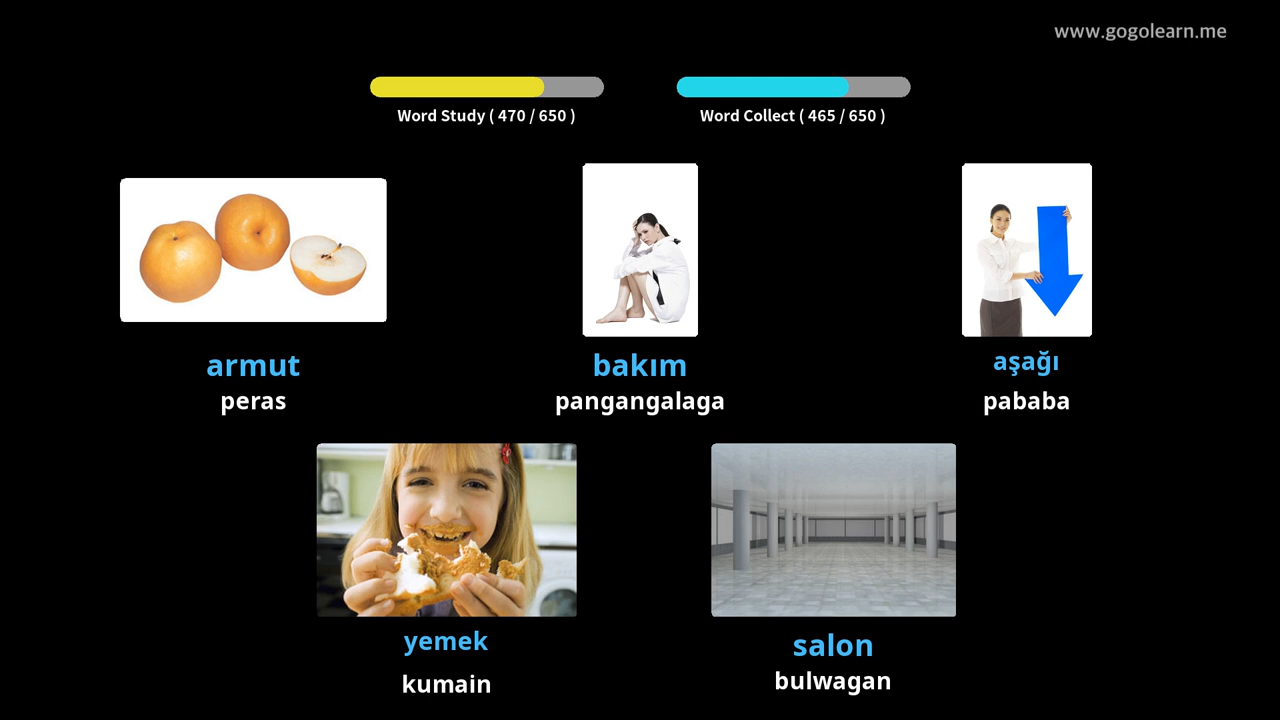 www.gogolearn.me
Word Study ( 470 / 650 )
Word Collect ( 465 / 650 )
armut
peras
bakım
pangangalaga
aşağı
pababa
yemek
kumain
salon
bulwagan